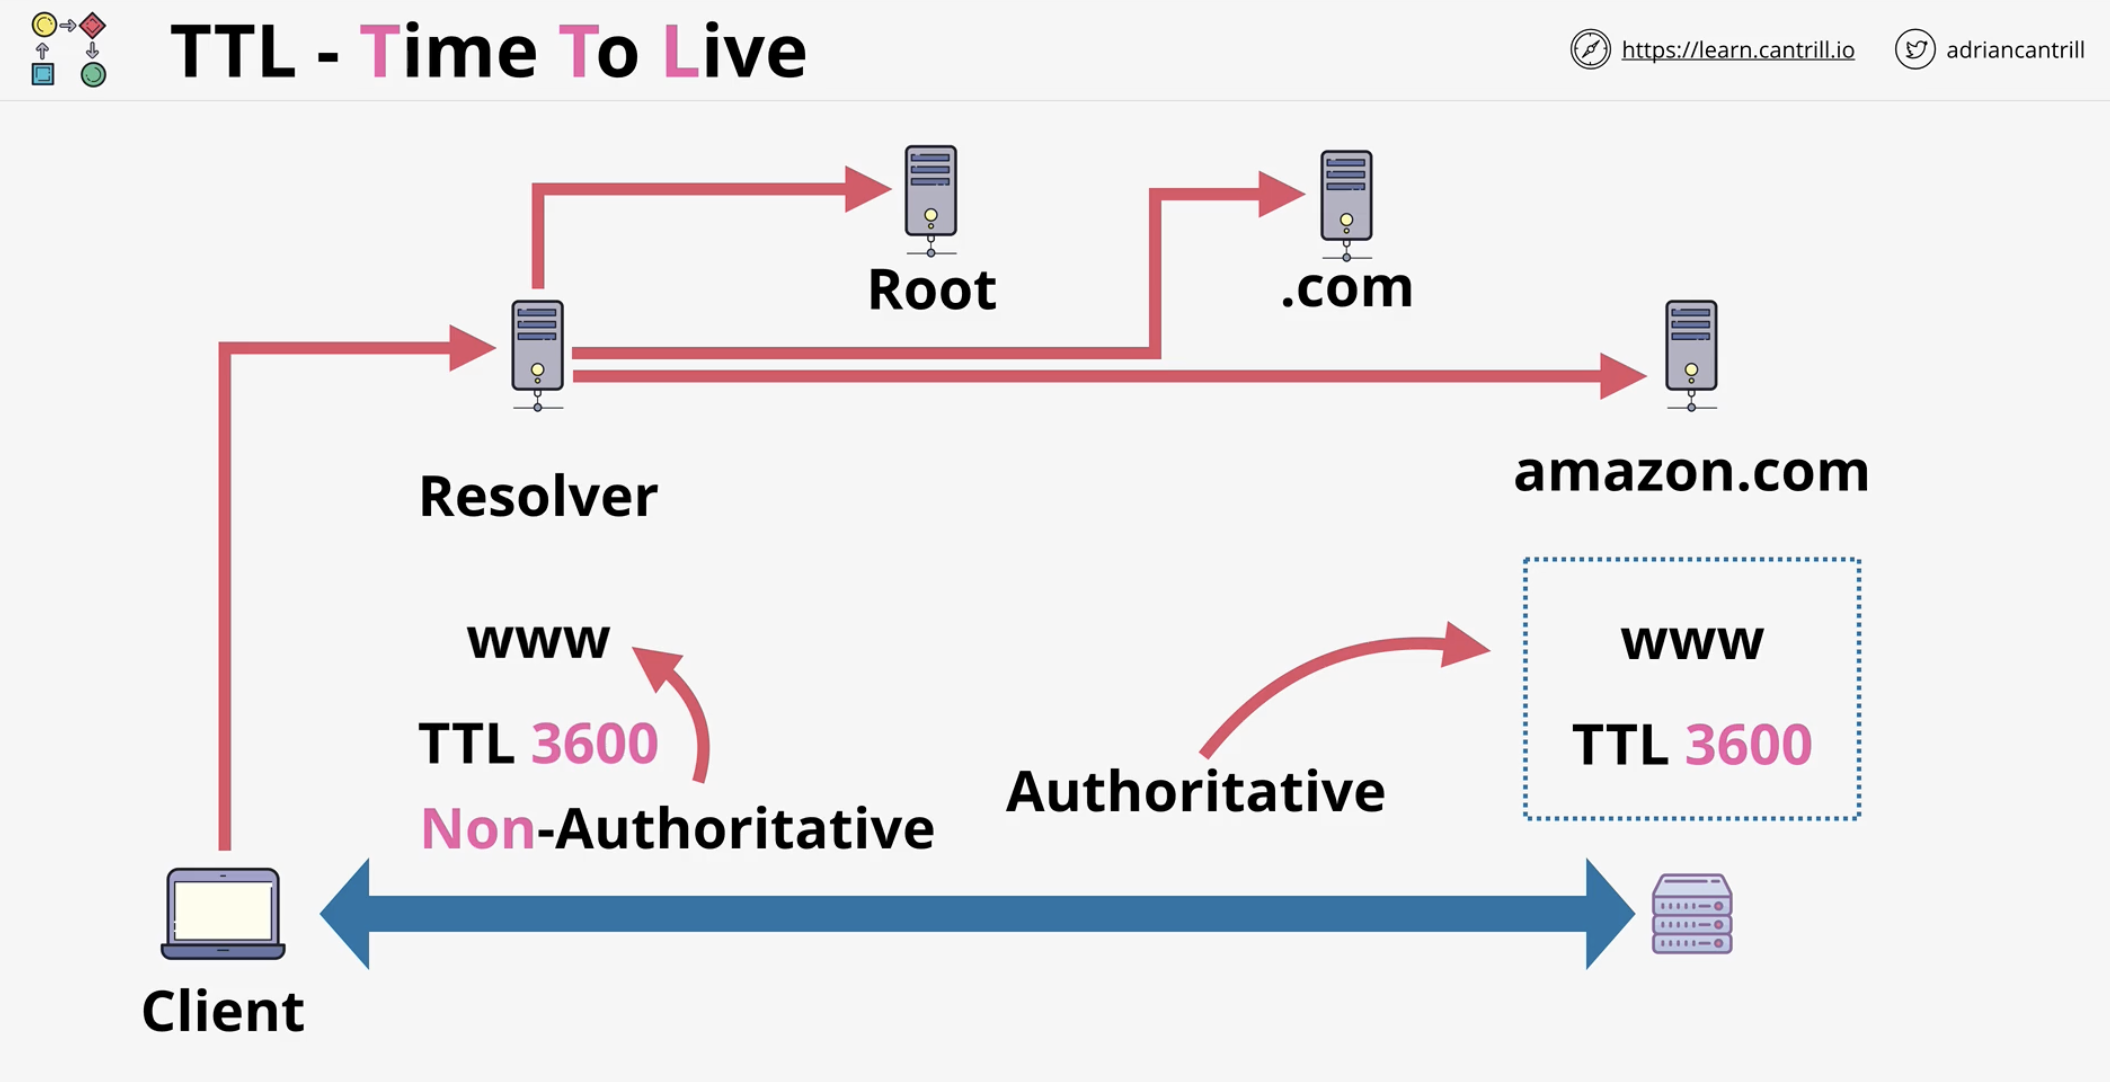 TTL - Time To Live
https://learn.cantrill.io
adriancantrill
Root
.com
Resolver
amazon.com
www
TTL 3600
Non-Authoritative
Authoritative
www
TTL 3600
Client